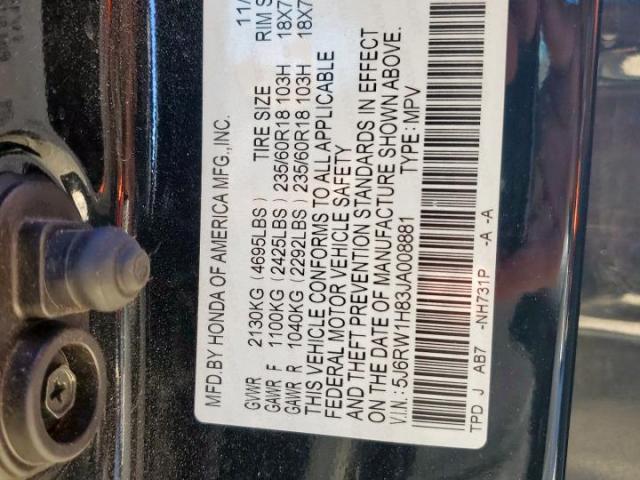 MFD.BY HONDA OF AMERICA MFG.,INC. 11/
GVWR 2130KG (4695LBS) TIRE SIZE RIM S
GAWR F 1100KG (2425LBS) 235/60R18 103H 18X7
GAWR R 1040KG (2292LBS) 235/60R18 103H 18X7
THIS VEHICLE CONFORMS TO ALL APPLICABLE
FEDERAL MOTOR VEHICLE SAFETY
AND THEFT PREVENTION STANDARDS IN EFFECT
ON THE DATE OF MANUFACTURE SHOWN ABOVE.
V.I.N.: 5J6RW1H83JA008881 TYPE: MPV
TPD J AB7 -NH731P -A -A